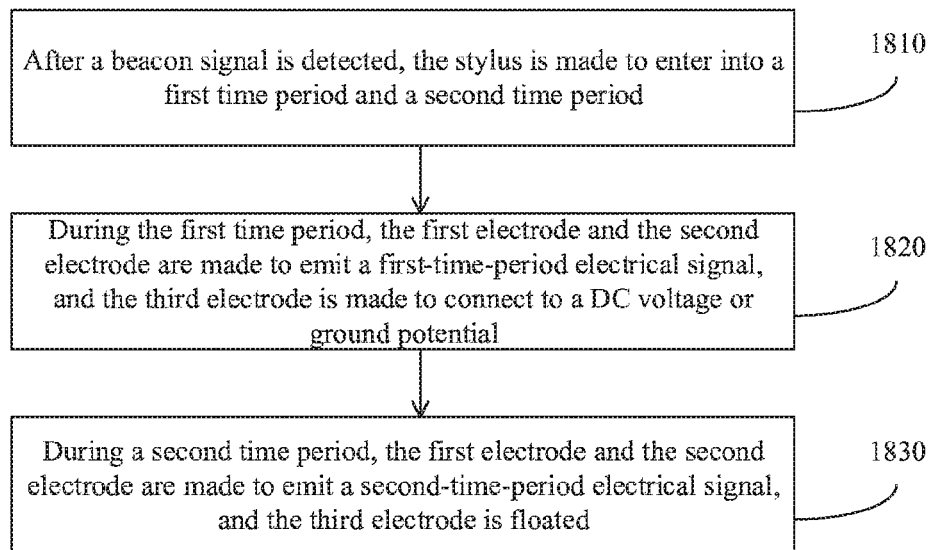 After a beacon signal is detected, the stylus is made to enter into a
first time period and a second time period
1810
During the first time period, the first electrode and the second
electrode are made to emit a first-time-period electrical signal,
and the third electrode is made to connect to a DC voltage or
ground potential
1820
During a second time period, the first electrode and the second
electrode are made to emit a second-time-period electrical signal,
and the third electrode is floated
1830